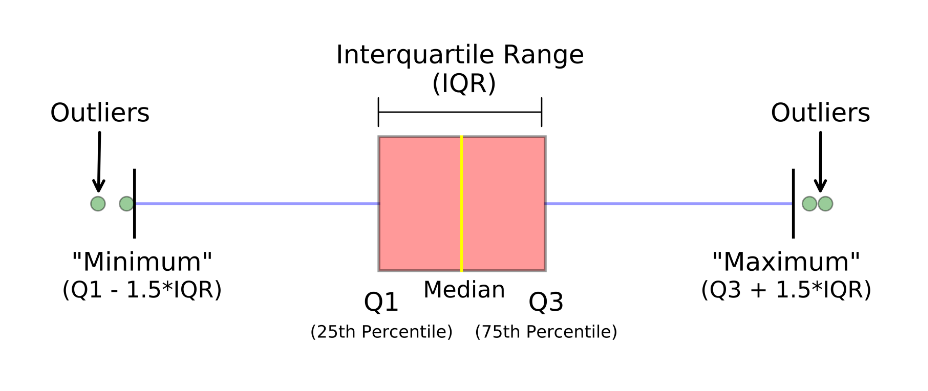 Interquartile Range
(IQR)
Outliers
Outliers
"Minimum"
(Q1 - 1.5*IQR)
"Maximum"
(Q3 + 1.5*IQR)
Q1
Median
Q3
(25th Percentile)
(75th Percentile)